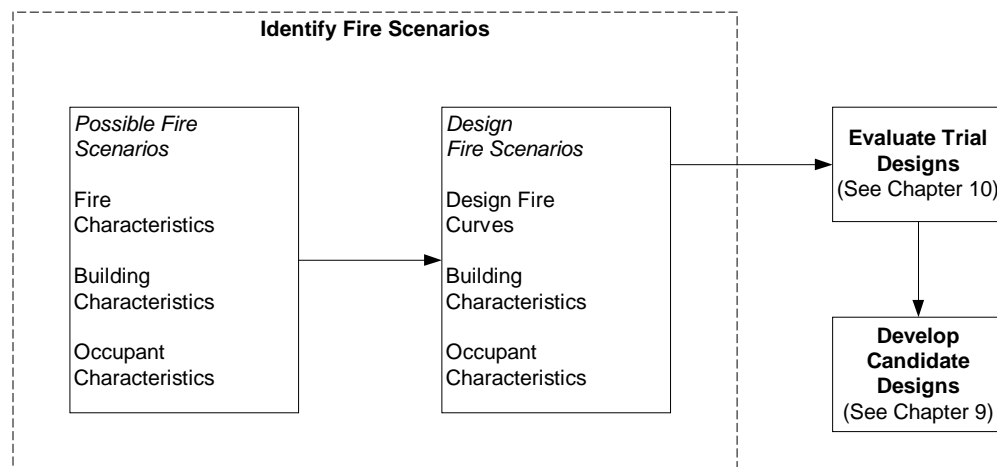 Identify Fire Scenarios
Possible Fire
Scenarios
Fire
Characteristics
Building
Characteristics
Occupant
Characteristics
Design
Fire Scenarios
Design Fire
Curves
Building
Characteristics
Occupant
Characteristics
Evaluate Trial
Designs
(See Chapter 10)
Develop
Candidate
Designs
(See Chapter 9)